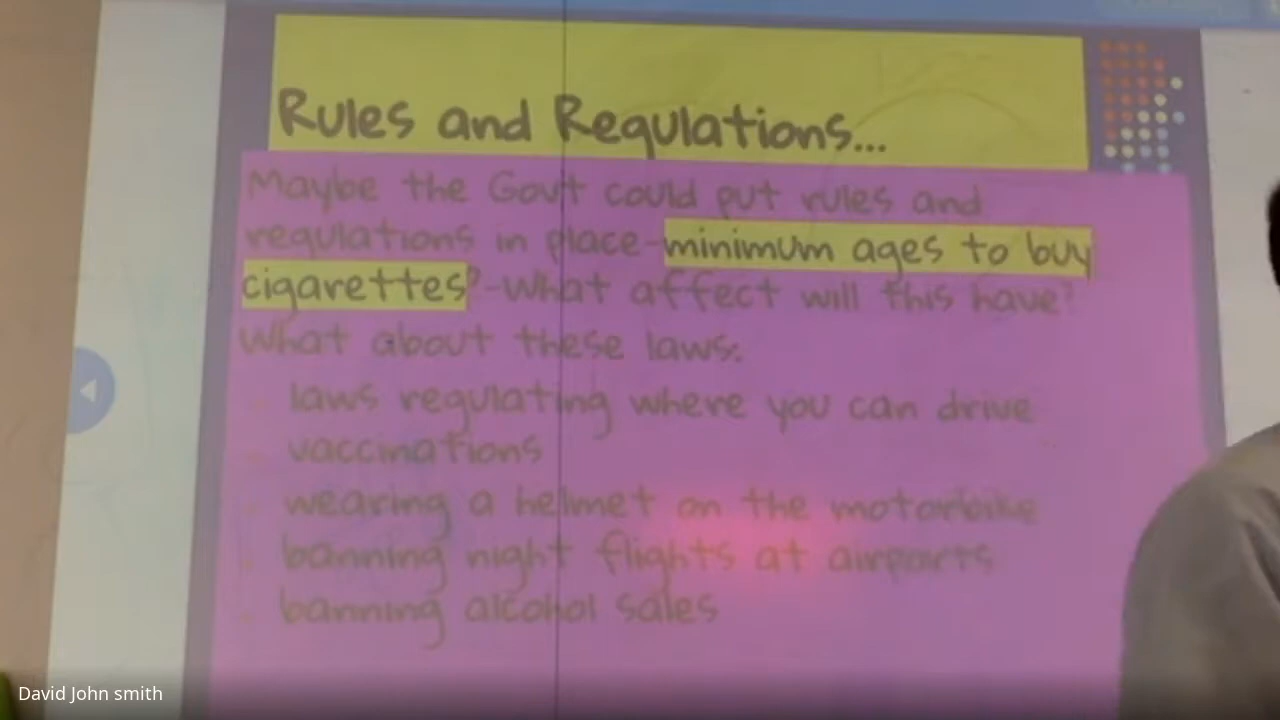 Rules and Regulations...
Maybe the Govt could put rules and
regulations in place-minimum ages to buy
cigarettes?-What affect will this have?
What about these laws:
laws regulating where you can drive
vaccinations
wearing a helmet on the motorbike
banning night flights at airports
banning alcohol sales
David John smith